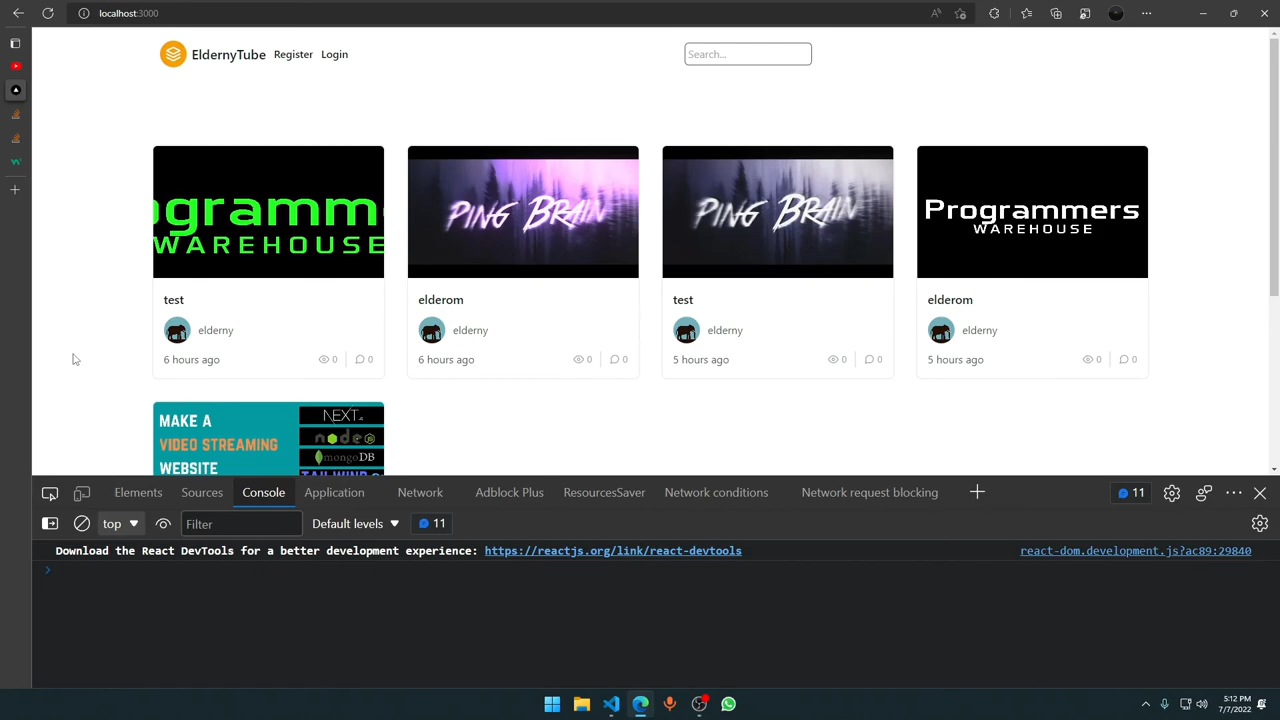 localhost:3000
EldernyTube Register Login Search...
ogramm
WAREHOUSE
PING BRAIN
PING BRAIN
Programmers
WAREHOUSE
test
elderny
6 hours ago 0 0
elderom
elderny
6 hours ago 0 0
test
elderny
5 hours ago 0 0
elderom
elderny
5 hours ago 0 0
MAKE A
VIDEO STREAMING
WEBSITE
NEXT.js
node
mongoDB
Elements Sources Console Application Network Adblock Plus ResourcesSaver Network conditions Network request blocking 11
top Filter Default levels 11
Download the React DevTools for a better development experience: https://reactjs.org/link/react-devtools react-dom.development.js?ac89:29840
5:12 PM
7/7/2022